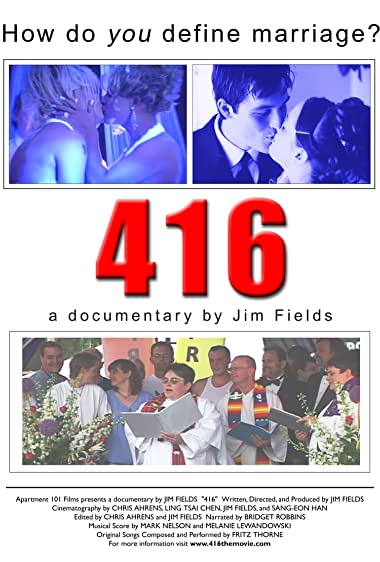 How do you define marriage?
416
a documentary by Jim Fields
Apartment 101 Films presents a documentary by JIM FIELDS "416" Written, Directed, and Produced by JIM FIELDS
Cinematography by CHRIS AHRENS, LING TSAI CHEN, JIM FIELDS, and SANG-EON HAN
Edited by CHRIS AHRENS and JIM FIELDS Narrated by BRIDGET ROBBINS
Musical Score by MARK NELSON and MELANIE LEWANDOWSKI
Original Songs Composed and Performed by FRITZ THORNE
For more information visit www.416themovie.com